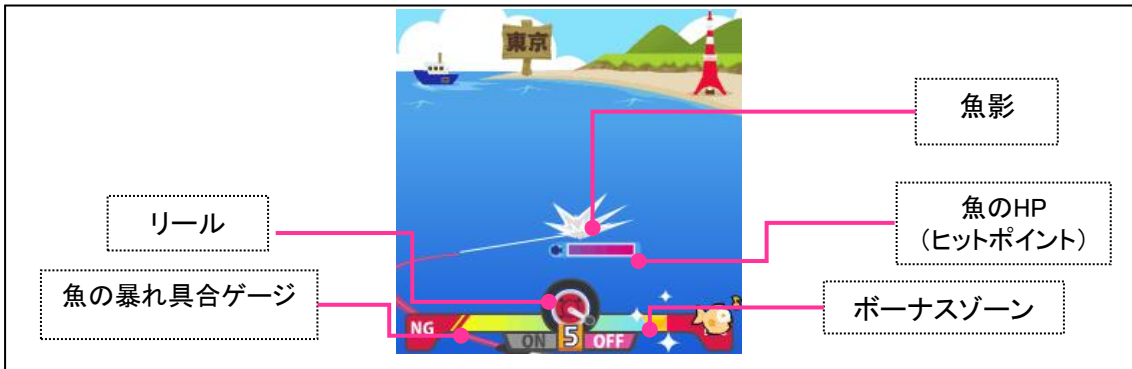 東京
魚影
リール
魚のHP
(ヒットポイント)
魚の暴れ具合ゲージ
ボーナスゾーン
NG
ON 5 OFF